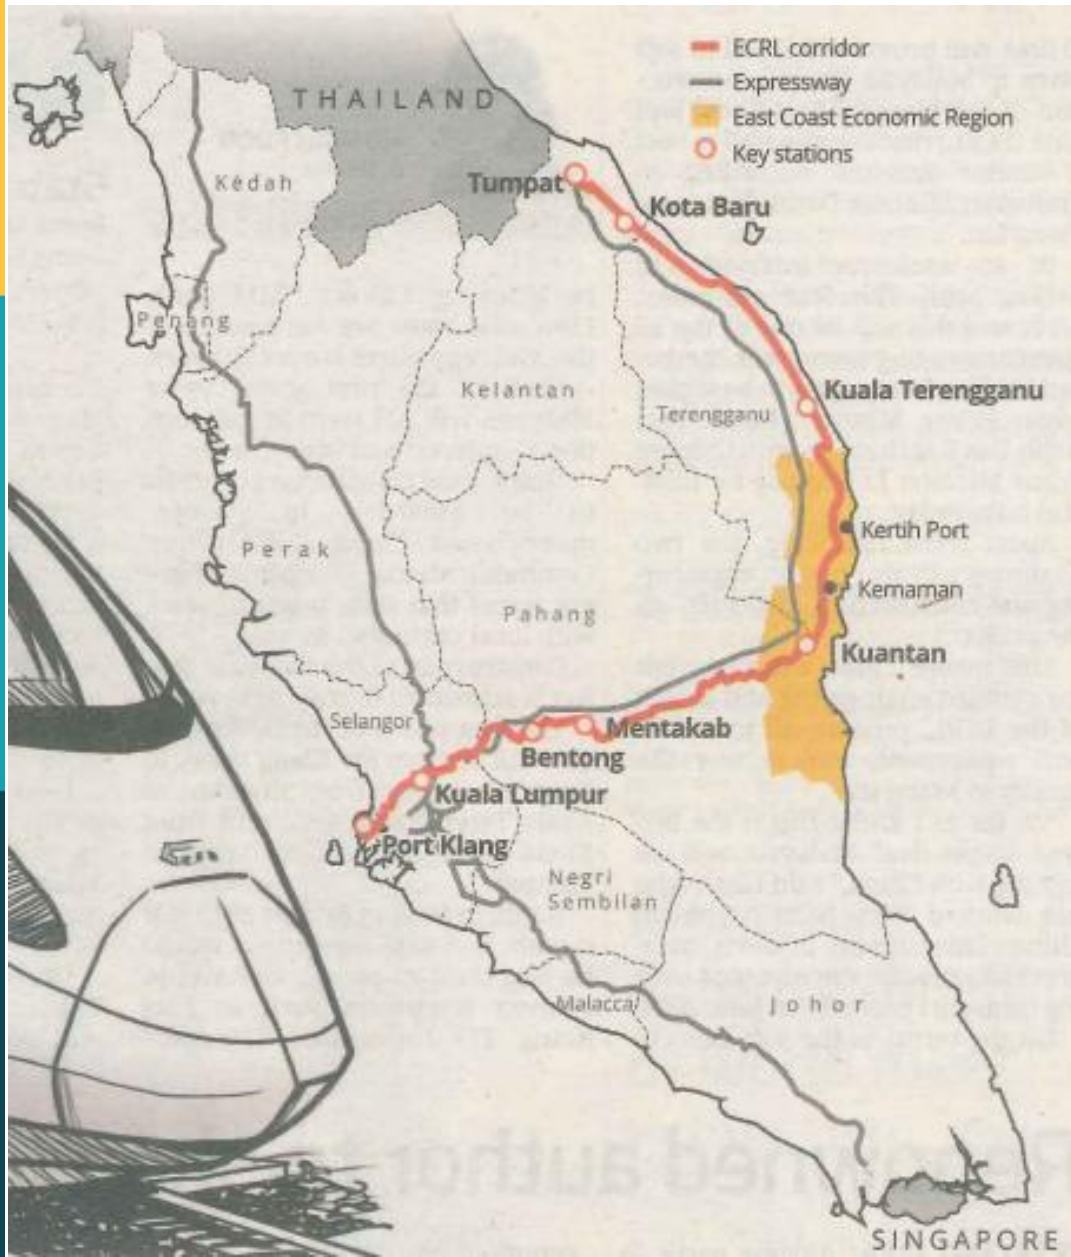 ECRL corridor
Expressway
East Coast Economic Region
Key stations
THAILAND
Kedah
Tumpat
Kota Baru
Penang
Kelantan
Terengganu
Kuala Terengganu
Kertih Port
Perak
Kemaman
Pahang
Kuantan
Selangor
Mentakab
Bentong
Kuala Lumpur
Port Klang
Negri
Sembilan
Malacca
Johor
SINGAPORE